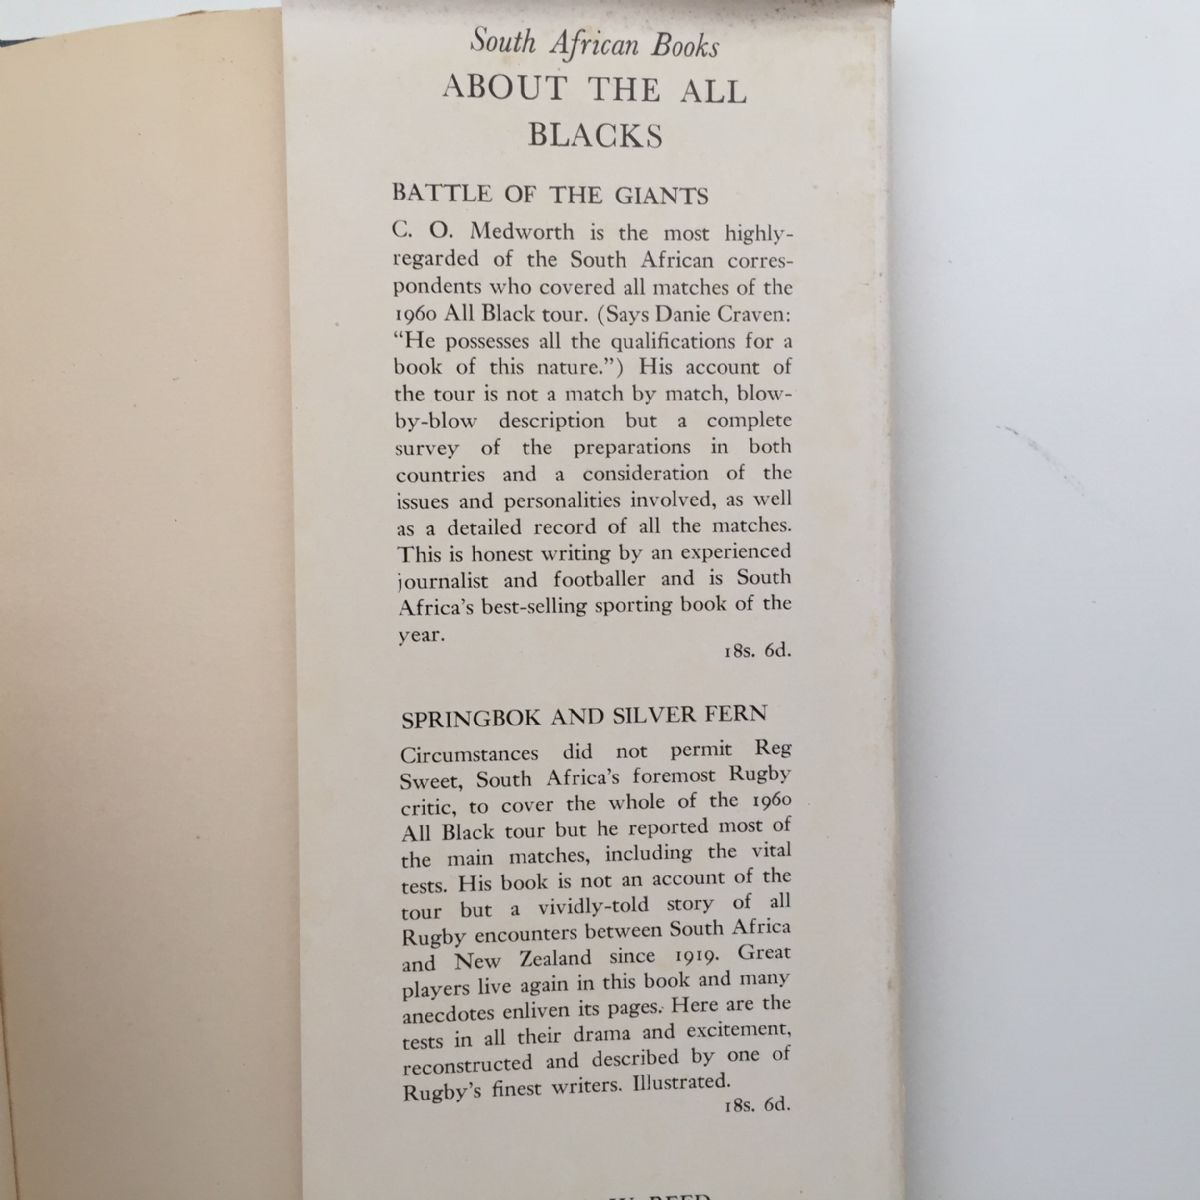 South African Books
ABOUT THE ALL
BLACKS
BATTLE OF THE GIANTS
C. O. Medworth is the most highly-
regarded of the South African corres-
pondents who covered all matches of the
1960 All Black tour. (Says Danie Craven:
“He possesses all the qualifications for a
book of this nature.”) His account of
the tour is not a match by match, blow-
by-blow description but a complete
survey of the preparations in both
countries and a consideration of the
issues and personalities involved, as well
as a detailed record of all the matches.
This is honest writing by an experienced
journalist and footballer and is South
Africa’s best-selling sporting book of the
year.
18s. 6d.
SPRINGBOK AND SILVER FERN
Circumstances did not permit Reg
Sweet, South Africa’s foremost Rugby
critic, to cover the whole of the 1960
All Black tour but he reported most of
the main matches, including the vital
tests. His book is not an account of the
tour but a vividly-told story of all
Rugby encounters between South Africa
and New Zealand since 1919. Great
players live again in this book and many
anecdotes enliven its pages. Here are the
tests in all their drama and excitement,
reconstructed and described by one of
Rugby’s finest writers. Illustrated.
18s. 6d.
W. REED